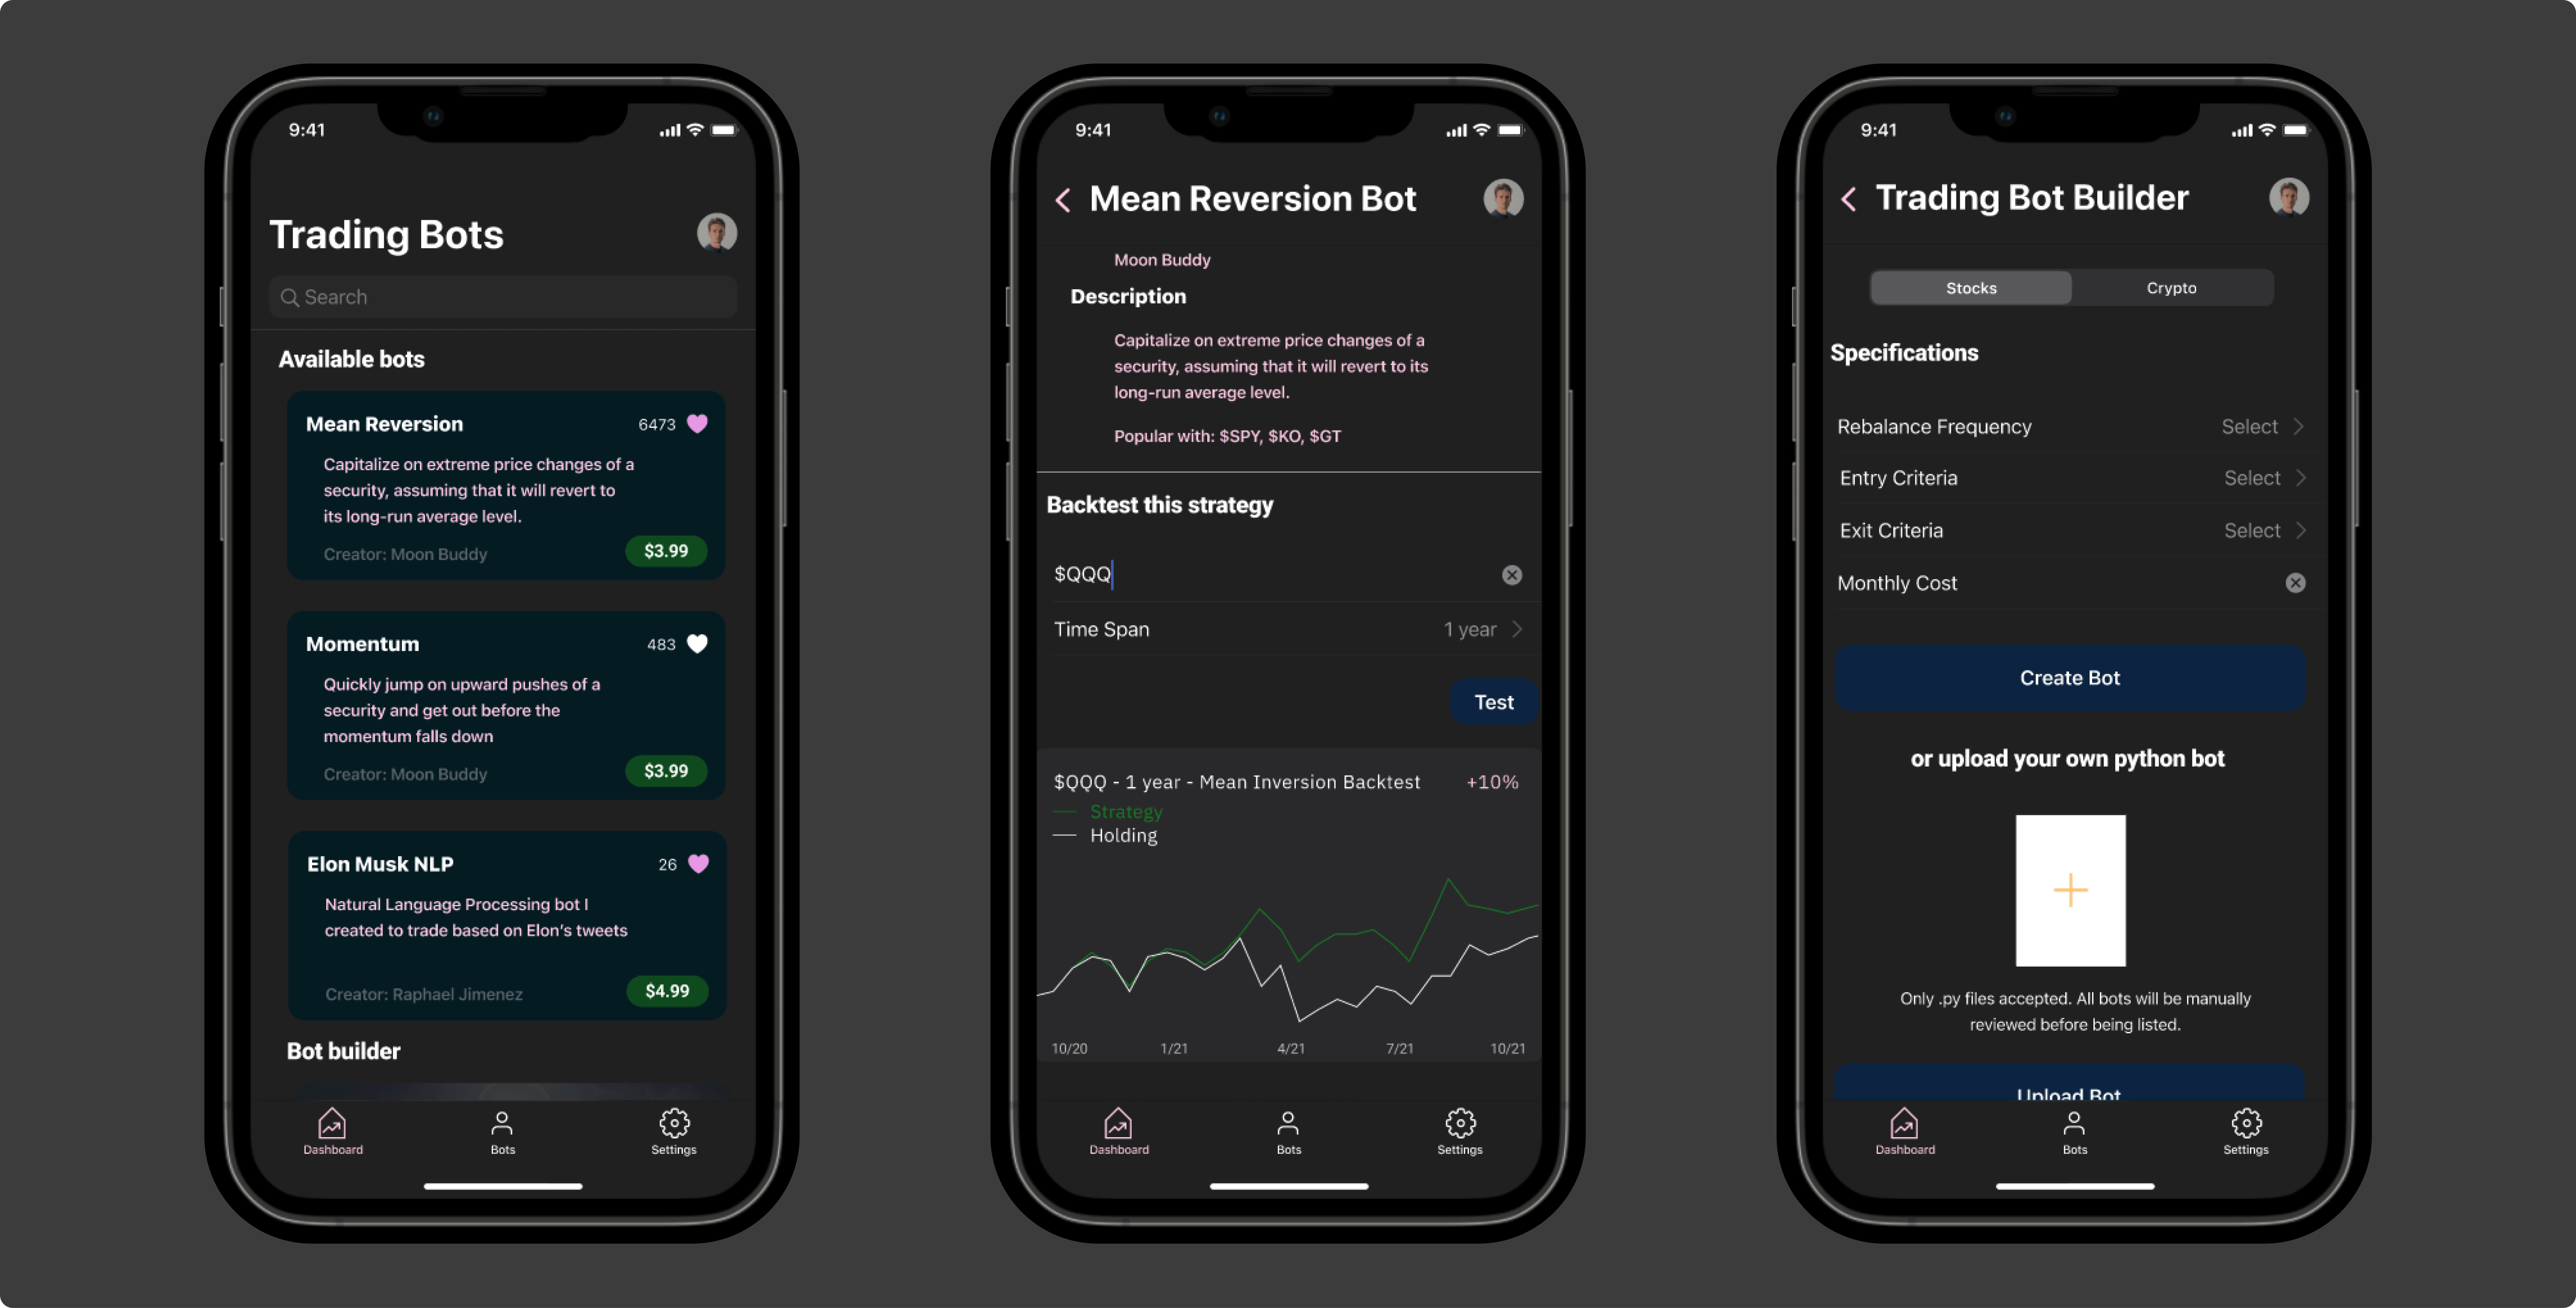 9:41
Trading Bots
Search
Available bots
Mean Reversion
6473
Capitalize on extreme price changes of a
security, assuming that it will revert to
its long-run average level.
Creator: Moon Buddy
$3.99
Momentum
483
Quickly jump on upward pushes of a
security and get out before the
momentum falls down
Creator: Moon Buddy
$3.99
Elon Musk NLP
26
Natural Language Processing bot I
created to trade based on Elon's tweets
Creator: Raphael Jimenez
$4.99
Bot builder
Dashboard
Bots
Settings
9:41
Mean Reversion Bot
Moon Buddy
Description
Capitalize on extreme price changes of a
security, assuming that it will revert to its
long-run average level.
Popular with: $SPY, $KO, $GT
Backtest this strategy
$QQQ
Time Span
1 year
Test
$QQQ - 1 year - Mean Inversion Backtest
+10%
Strategy
Holding
10/20
1/21
4/21
7/21
10/21
Dashboard
Bots
Settings
9:41
Trading Bot Builder
Stocks
Crypto
Specifications
Rebalance Frequency
Select
Entry Criteria
Select
Exit Criteria
Select
Monthly Cost
Create Bot
or upload your own python bot
Only .py files accepted. All bots will be manually
reviewed before being listed.
Upload Bot
Dashboard
Bots
Settings